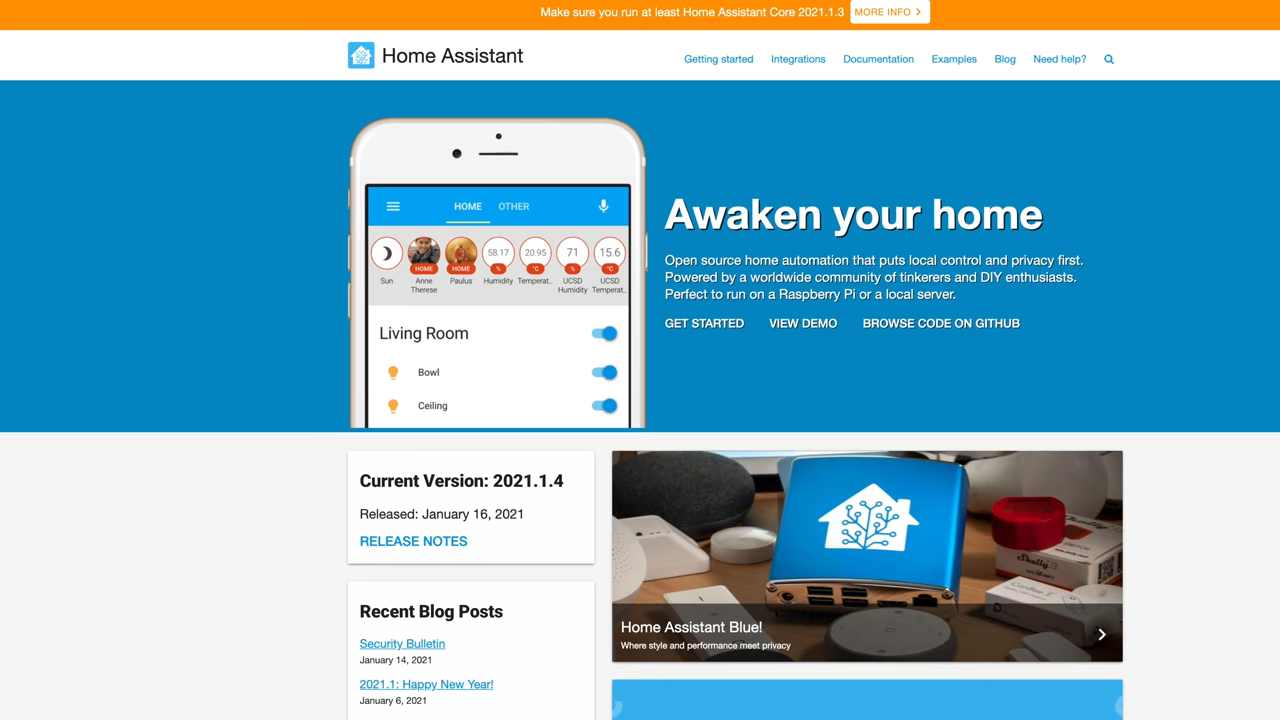 Make sure you run at least Home Assistant Core 2021.1.3 MORE INFO
Home Assistant
Getting started Integrations Documentation Examples Blog Need help?
HOME OTHER
58.17 20.95 71 15.6
HOME HOME % °C % °C
Sun Anne Therese Paulus Humidity Temperat.. UCSD Humidity UCSD Temperat..
Living Room
Bowl
Ceiling
Awaken your home
Open source home automation that puts local control and privacy first.
Powered by a worldwide community of tinkerers and DIY enthusiasts.
Perfect to run on a Raspberry Pi or a local server.
GET STARTED VIEW DEMO BROWSE CODE ON GITHUB
Current Version: 2021.1.4
Released: January 16, 2021
RELEASE NOTES
Recent Blog Posts
Security Bulletin
January 14, 2021
2021.1: Happy New Year!
January 6, 2021
Shelly
Home Assistant Blue!
Where style and performance meet privacy